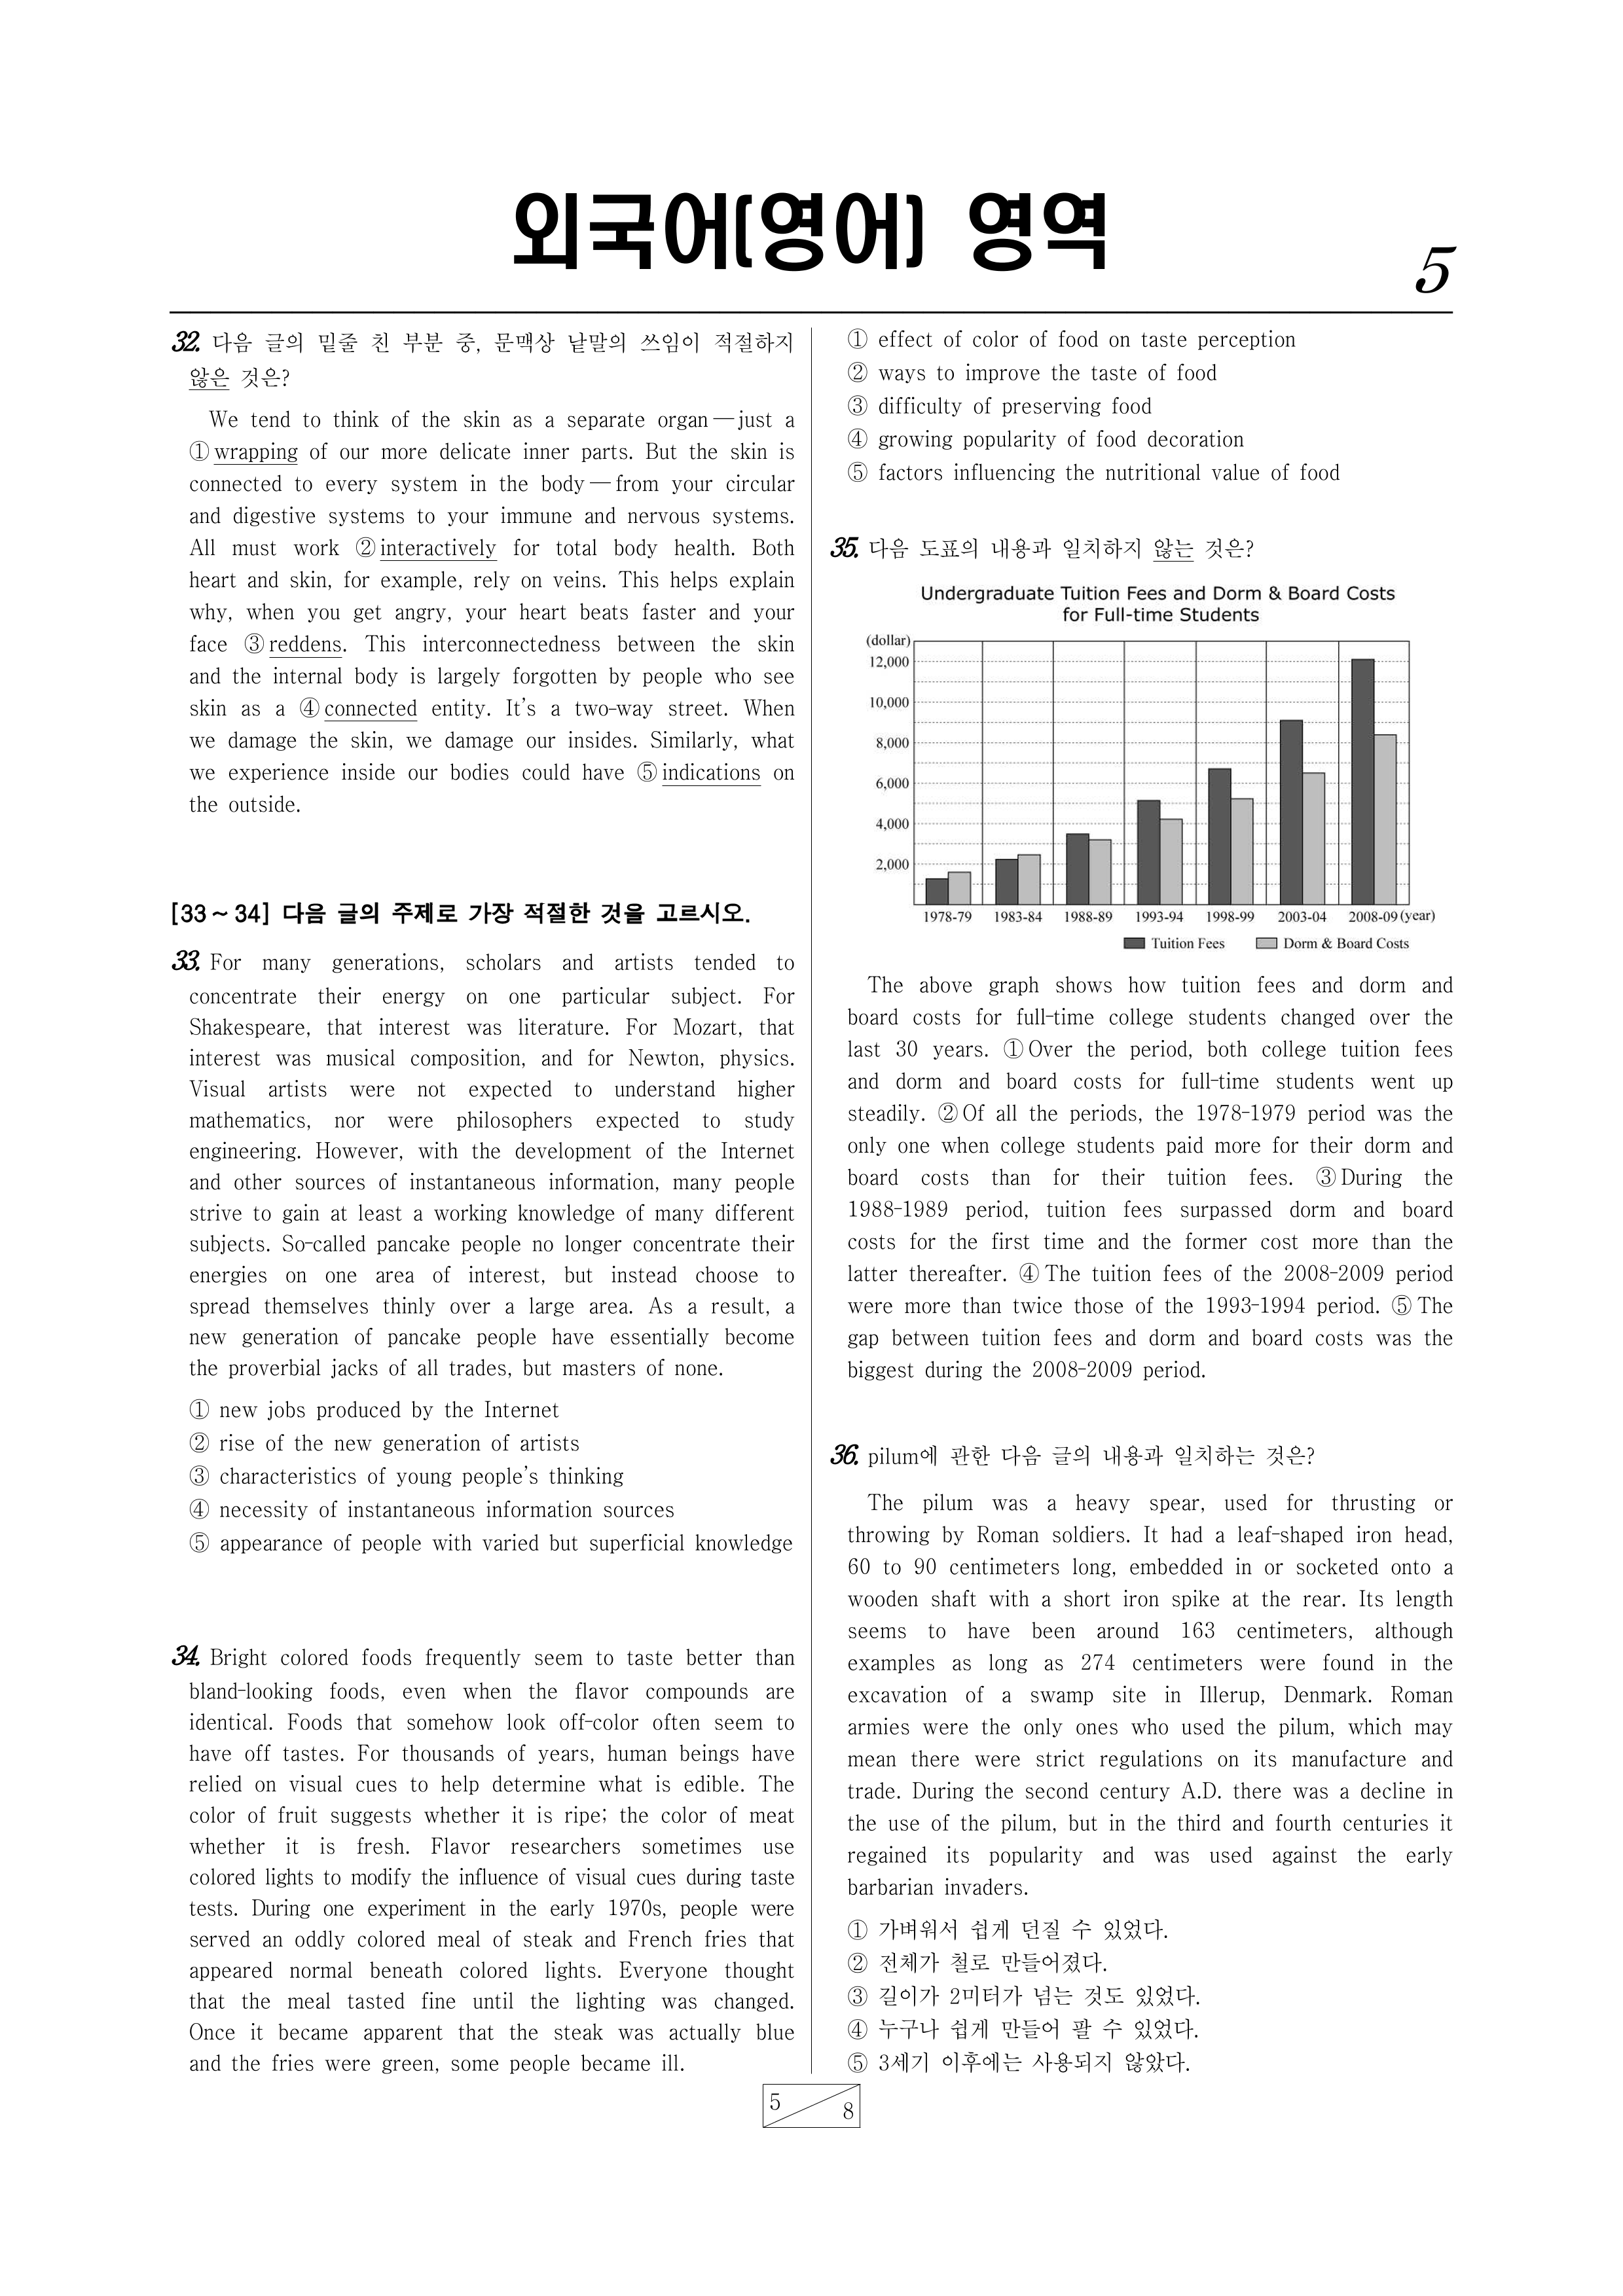 외국어(영어) 영역
5
32. 다음 글의 밑줄 친 부분 중, 문맥상 낱말의 쓰임이 적절하지
않은 것은?
We tend to think of the skin as a separate organ—just a
① wrapping of our more delicate inner parts. But the skin is
connected to every system in the body—from your circular
and digestive systems to your immune and nervous systems.
All must work ② interactively for total body health. Both
heart and skin, for example, rely on veins. This helps explain
why, when you get angry, your heart beats faster and your
face ③ reddens. This interconnectedness between the skin
and the internal body is largely forgotten by people who see
skin as a ④ connected entity. It's a two-way street. When
we damage the skin, we damage our insides. Similarly, what
we experience inside our bodies could have ⑤ indications on
the outside.
[33~34] 다음 글의 주제로 가장 적절한 것을 고르시오.
33. For many generations, scholars and artists tended to
concentrate their energy on one particular subject. For
Shakespeare, that interest was literature. For Mozart, that
interest was musical composition, and for Newton, physics.
Visual artists were not expected to understand higher
mathematics, nor were philosophers expected to study
engineering. However, with the development of the Internet
and other sources of instantaneous information, many people
strive to gain at least a working knowledge of many different
subjects. So-called pancake people no longer concentrate their
energies on one area of interest, but instead choose to
spread themselves thinly over a large area. As a result, a
new generation of pancake people have essentially become
the proverbial jacks of all trades, but masters of none.
① new jobs produced by the Internet
② rise of the new generation of artists
③ characteristics of young people's thinking
④ necessity of instantaneous information sources
⑤ appearance of people with varied but superficial knowledge
34. Bright colored foods frequently seem to taste better than
bland-looking foods, even when the flavor compounds are
identical. Foods that somehow look off-color often seem to
have off tastes. For thousands of years, human beings have
relied on visual cues to help determine what is edible. The
color of fruit suggests whether it is ripe; the color of meat
whether it is fresh. Flavor researchers sometimes use
colored lights to modify the influence of visual cues during taste
tests. During one experiment in the early 1970s, people were
served an oddly colored meal of steak and French fries that
appeared normal beneath colored lights. Everyone thought
that the meal tasted fine until the lighting was changed.
Once it became apparent that the steak was actually blue
and the fries were green, some people became ill.
① effect of color of food on taste perception
② ways to improve the taste of food
③ difficulty of preserving food
④ growing popularity of food decoration
⑤ factors influencing the nutritional value of food
35. 다음 도표의 내용과 일치하지 않는 것은?
Undergraduate Tuition Fees and Dorm & Board Costs
for Full-time Students
(dollar)
12,000
10,000
8,000
6,000
4,000
2,000
1978-79 1983-84 1988-89 1993-94 1998-99 2003-04 2008-09 (year)
Tuition Fees Dorm & Board Costs
The above graph shows how tuition fees and dorm and
board costs for full-time college students changed over the
last 30 years. ① Over the period, both college tuition fees
and dorm and board costs for full-time students went up
steadily. ② Of all the periods, the 1978-1979 period was the
only one when college students paid more for their dorm and
board costs than for their tuition fees. ③ During the
1988-1989 period, tuition fees surpassed dorm and board
costs for the first time and the former cost more than the
latter thereafter. ④ The tuition fees of the 2008-2009 period
were more than twice those of the 1993-1994 period. ⑤ The
gap between tuition fees and dorm and board costs was the
biggest during the 2008-2009 period.
36. pilum에 관한 다음 글의 내용과 일치하는 것은?
The pilum was a heavy spear, used for thrusting or
throwing by Roman soldiers. It had a leaf-shaped iron head,
60 to 90 centimeters long, embedded in or socketed onto a
wooden shaft with a short iron spike at the rear. Its length
seems to have been around 163 centimeters, although
examples as long as 274 centimeters were found in the
excavation of a swamp site in Illerup, Denmark. Roman
armies were the only ones who used the pilum, which may
mean there were strict regulations on its manufacture and
trade. During the second century A.D. there was a decline in
the use of the pilum, but in the third and fourth centuries it
regained its popularity and was used against the early
barbarian invaders.
① 가벼워서 쉽게 던질 수 있었다.
② 전체가 철로 만들어졌다.
③ 길이가 2미터가 넘는 것도 있었다.
④ 누구나 쉽게 만들어 팔 수 있었다.
⑤ 3세기 이후에는 사용되지 않았다.
5
8